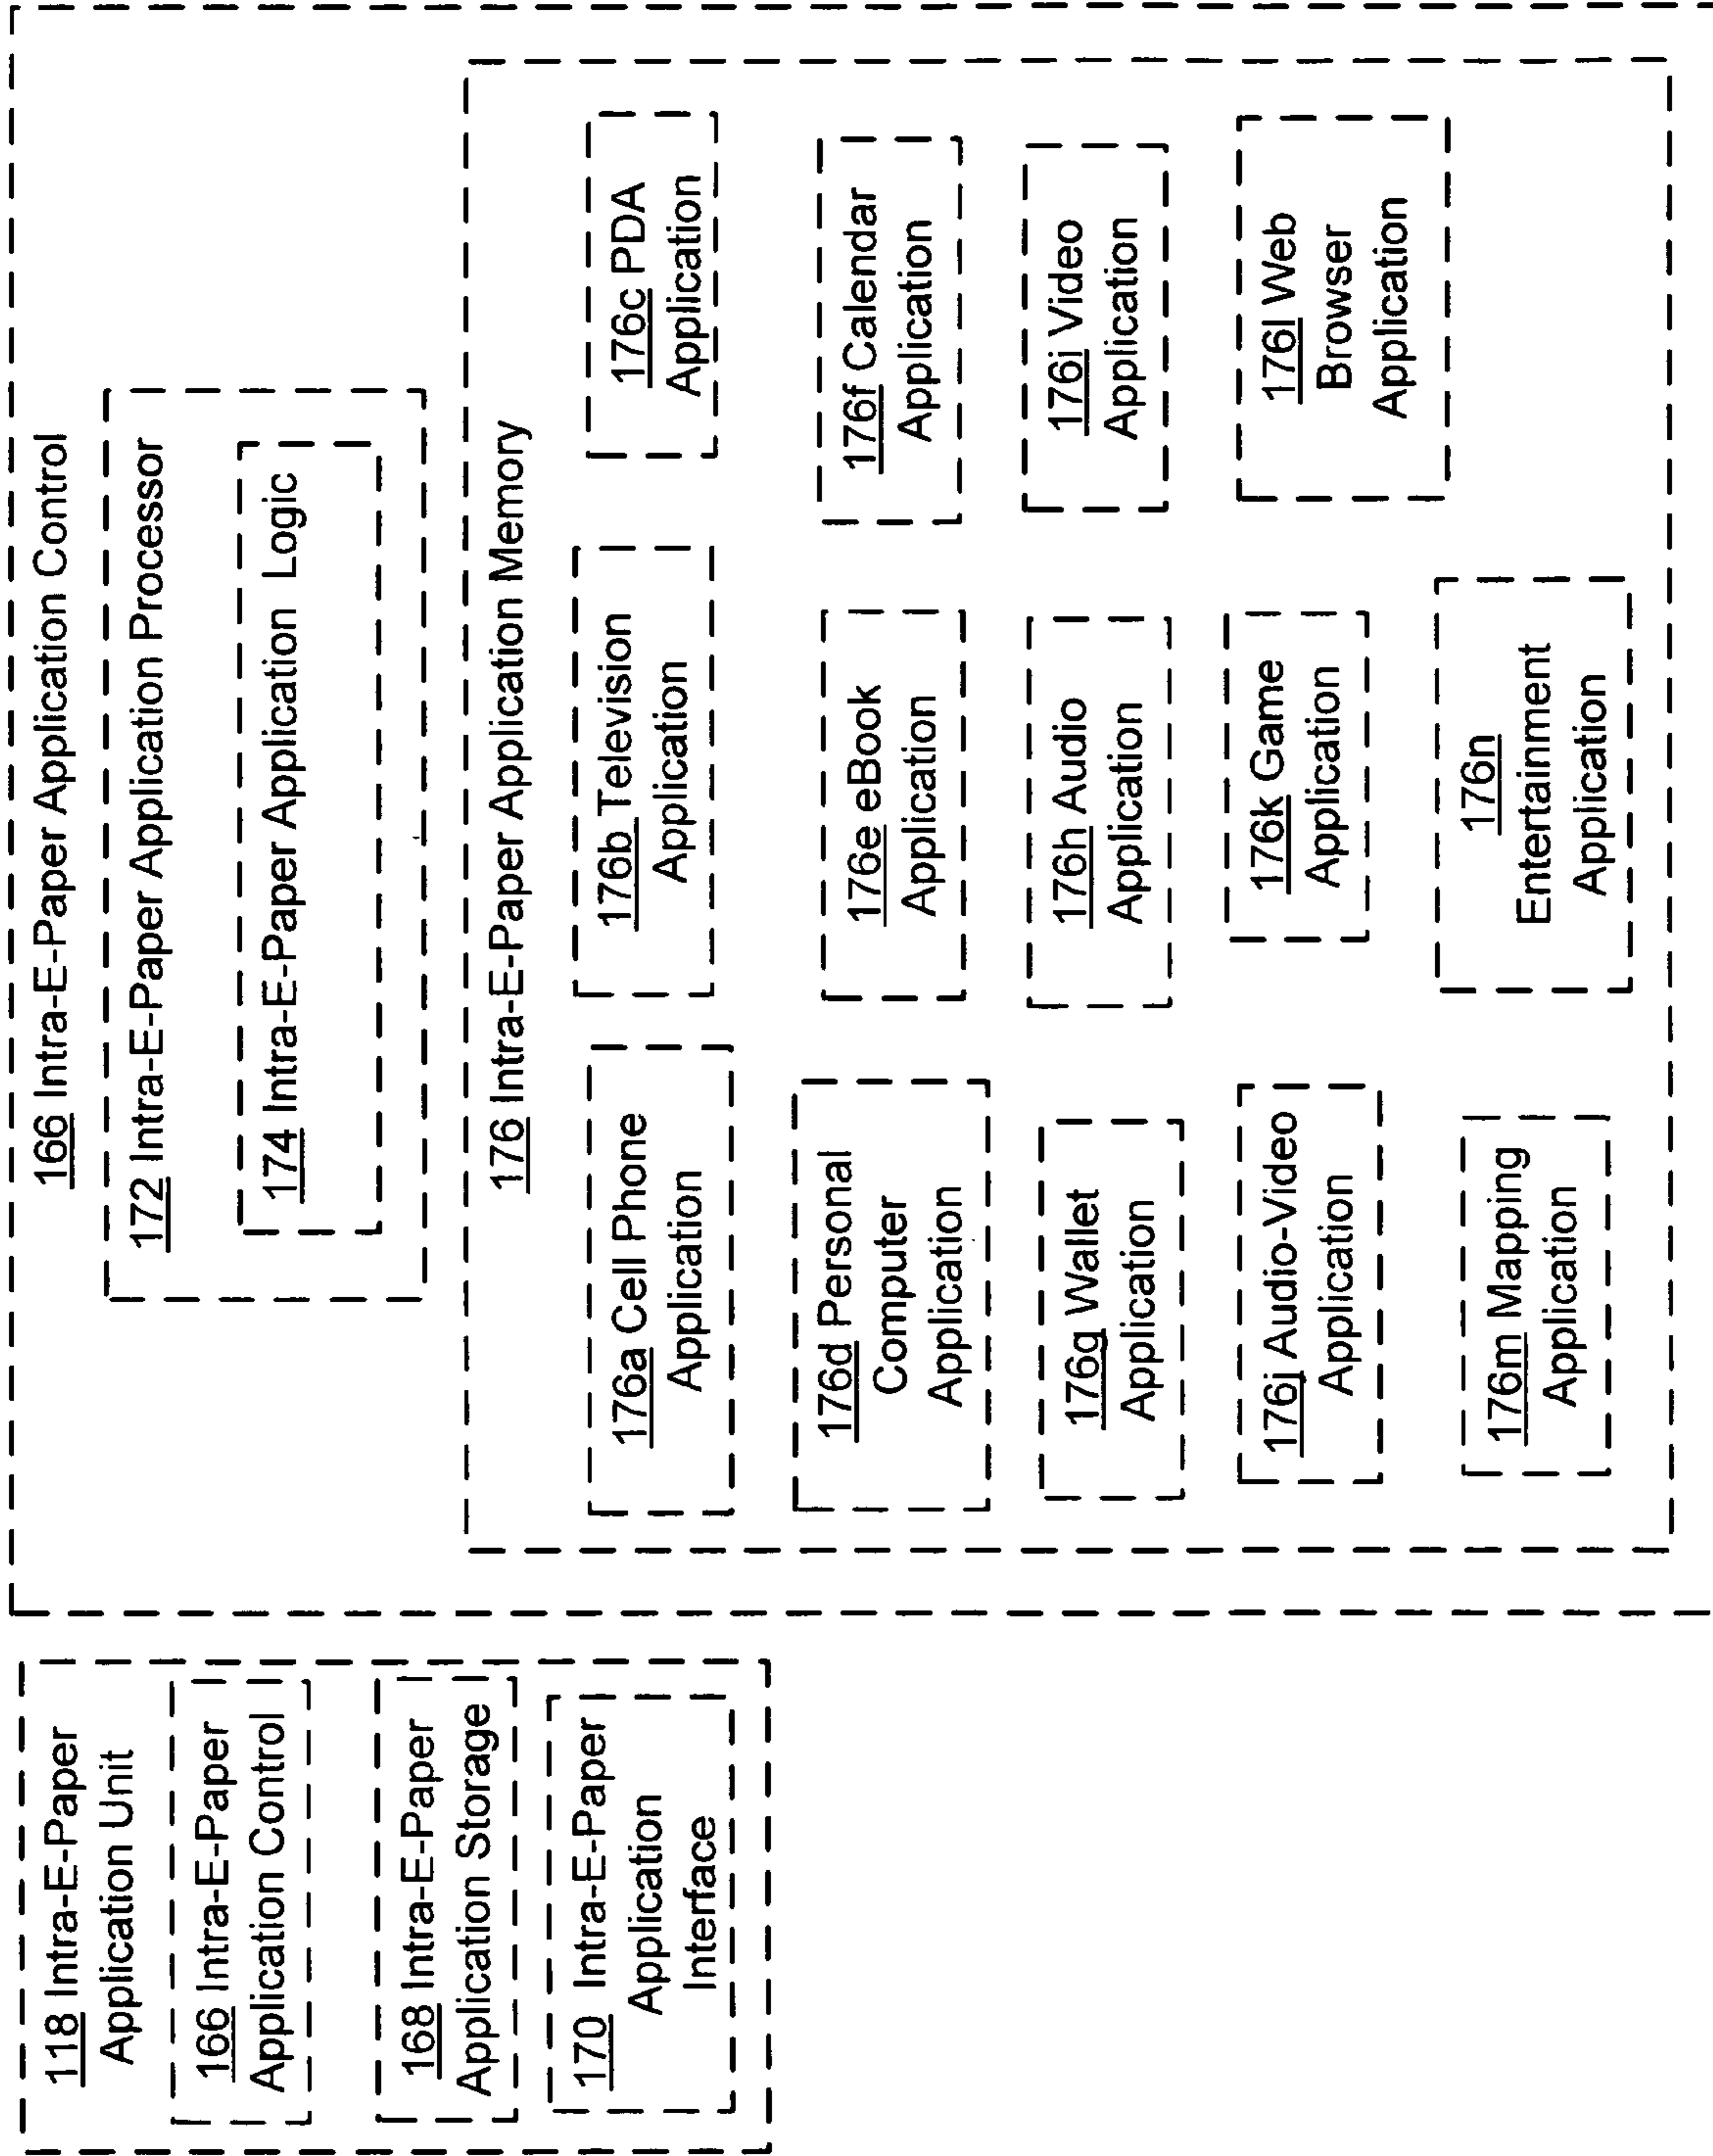 118 Intra-E-Paper
Application Unit
166 Intra-E-Paper
Application Control
168 Intra-E-Paper
Application Storage
170 Intra-E-Paper
Application
Interface
166 Intra-E-Paper Application Control
172 Intra-E-Paper Application Processor
174 Intra-E-Paper Application Logic
176 Intra-E-Paper Application Memory
176a Cell Phone
Application
176b Television
Application
176c PDA
Application
176d Personal
Computer
Application
176e eBook
Application
176f Calendar
Application
176g Wallet
Application
176h Audio
Application
176i Video
Application
176j Audio-Video
Application
176k Game
Application
176l Web
Browser
Application
176m Mapping
Application
176n
Entertainment
Application